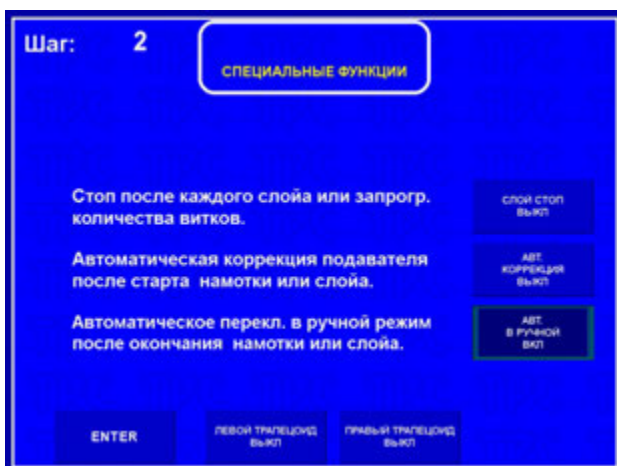 Шаг: 2
СПЕЦИАЛЬНЫЕ ФУНКЦИИ
Стоп после каждого слоя или запрогр.
количества витков.
СЛОЙ СТОП
ВЫКЛ
Автоматическая коррекция подавателя
после старта намотки или слоя.
АВТ.
КОРРЕКЦИЯ
ВЫКЛ
Автоматическое перекл. в ручной режим
после окончания намотки или слоя.
АВТ.
В РУЧНОЙ
ВКЛ
ENTER
ЛЕВОЙ ТРАПЕЦОИД
ВЫКЛ
ПРАВЫЙ ТРАПЕЦОИД
ВЫКЛ